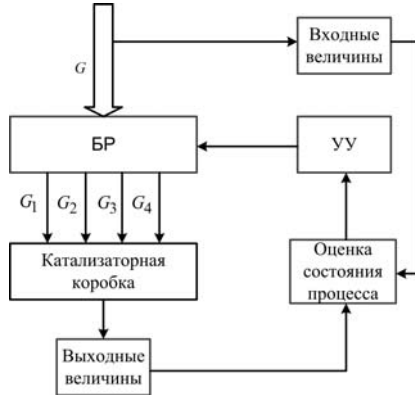 Входные
величины
G
БР
УУ
G1 G2 G3 G4
Катализаторная
коробка
Оценка
состояния
процесса
Выходные
величины